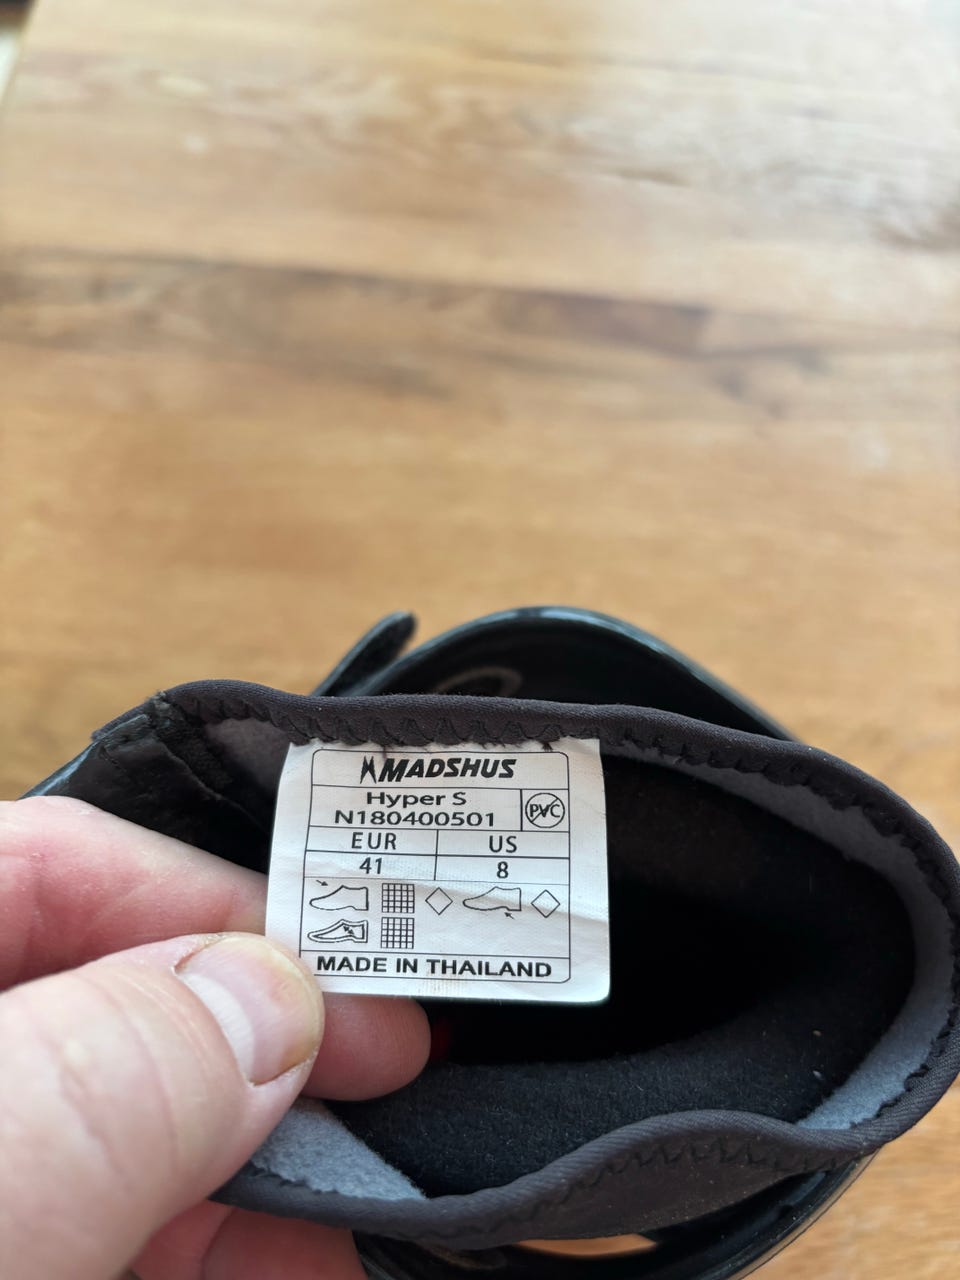 MADSHUS
Hyper S
N180400501
PVC
EUR US
41 8
MADE IN THAILAND